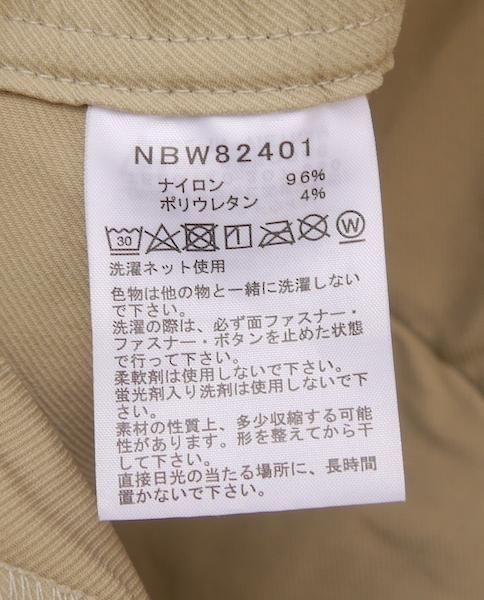 NBW82401
ナイロン 96%
ポリウレタン 4%
30 W
洗濯ネット使用
色物は他の物と一緒に洗濯しない
で下さい。
洗濯の際は、必ず面ファスナー・
ファスナー・ボタンを止めた状態
で行って下さい。
柔軟剤は使用しないで下さい。
蛍光剤入り洗剤は使用しないで下
さい。
素材の性質上、多少収縮する可能
性があります。形を整えてから干
して下さい。
直接日光の当たる場所に、長時間
置かないで下さい。